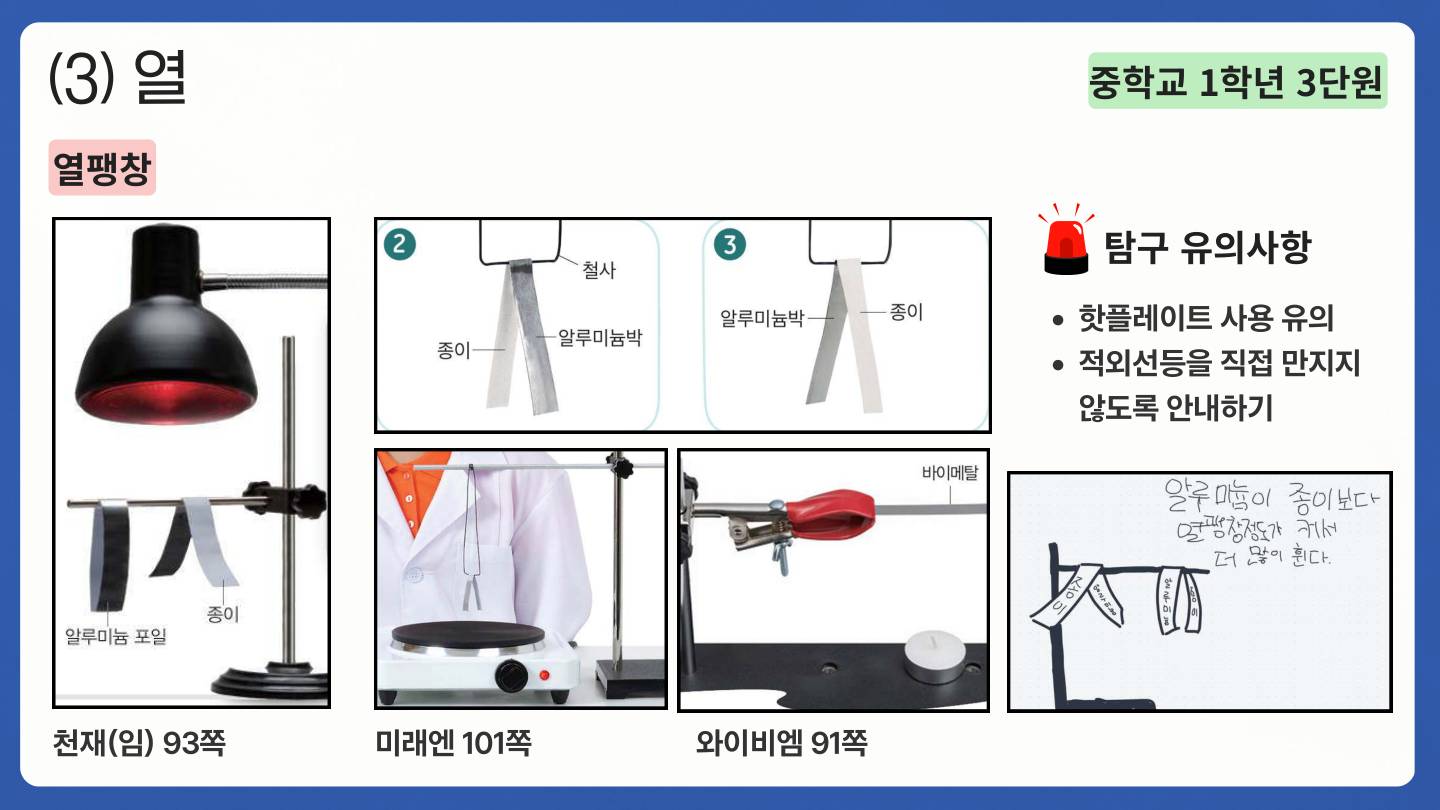 (3) 열
중학교 1학년 3단원
열팽창
알루미늄 포일
종이
천재(임) 93쪽
2
철사
종이
알루미늄박
3
알루미늄박
종이
미래엔 101쪽
바이메탈
와이비엠 91쪽
탐구 유의사항
• 핫플레이트 사용 유의
• 적외선등을 직접 만지지
않도록 안내하기
알루미늄이 종이보다
열팽창정도가 커서
더 많이 휜다.
종이
알루미늄